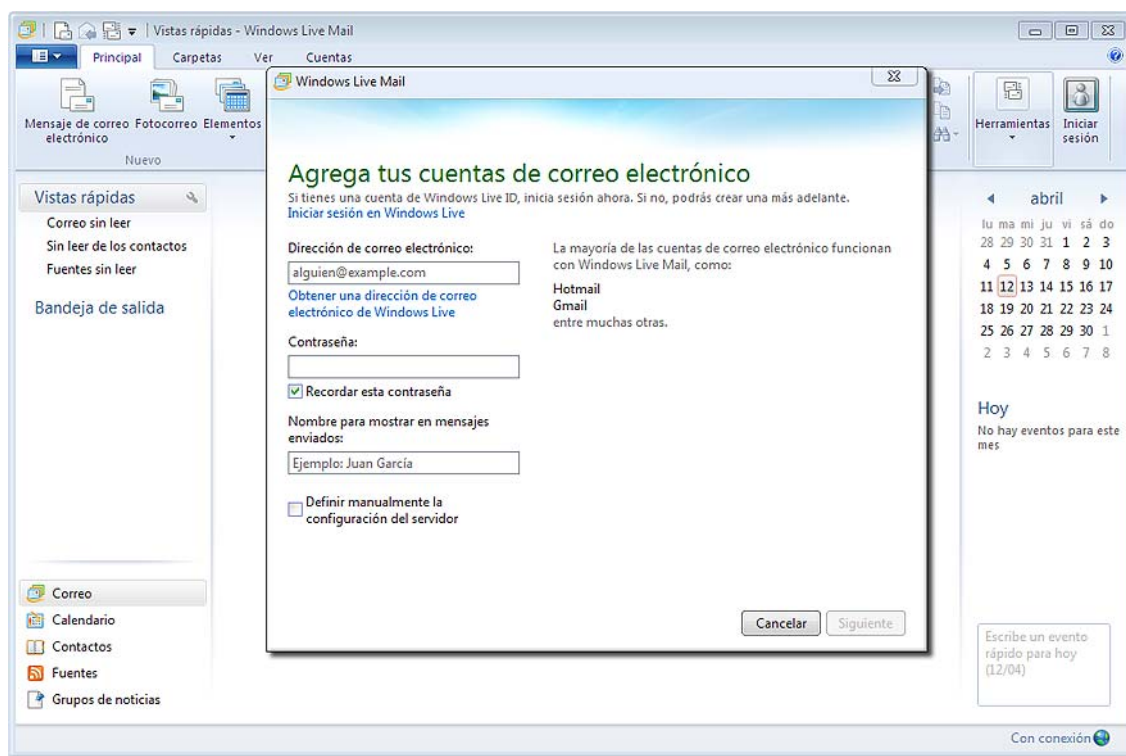 Vistas rápidas - Windows Live Mail
Principal Carpetas Ver Cuentas
Mensaje de correo electrónico
Fotocorreo
Elementos
Nuevo
Herramientas
Iniciar sesión
Vistas rápidas
Correo sin leer
Sin leer de los contactos
Fuentes sin leer
Bandeja de salida
Correo
Calendario
Contactos
Fuentes
Grupos de noticias
Windows Live Mail
Agrega tus cuentas de correo electrónico
Si tienes una cuenta de Windows Live ID, inicia sesión ahora. Si no, podrás crear una más adelante.
Iniciar sesión en Windows Live
Dirección de correo electrónico:
alguien@example.com
Obtener una dirección de correo
electrónico de Windows Live
Contraseña:
Recordar esta contraseña
Nombre para mostrar en mensajes
enviados:
Ejemplo: Juan García
Definir manualmente la
configuración del servidor
La mayoría de las cuentas de correo electrónico funcionan
con Windows Live Mail, como:
Hotmail
Gmail
entre muchas otras.
Cancelar Siguiente
abril
lu ma mi ju vi sá do
28 29 30 31 1 2 3
4 5 6 7 8 9 10
11 12 13 14 15 16 17
18 19 20 21 22 23 24
25 26 27 28 29 30 1
2 3 4 5 6 7 8
Hoy
No hay eventos para este
mes
Escribe un evento
rápido para hoy
(12/04)
Con conexión